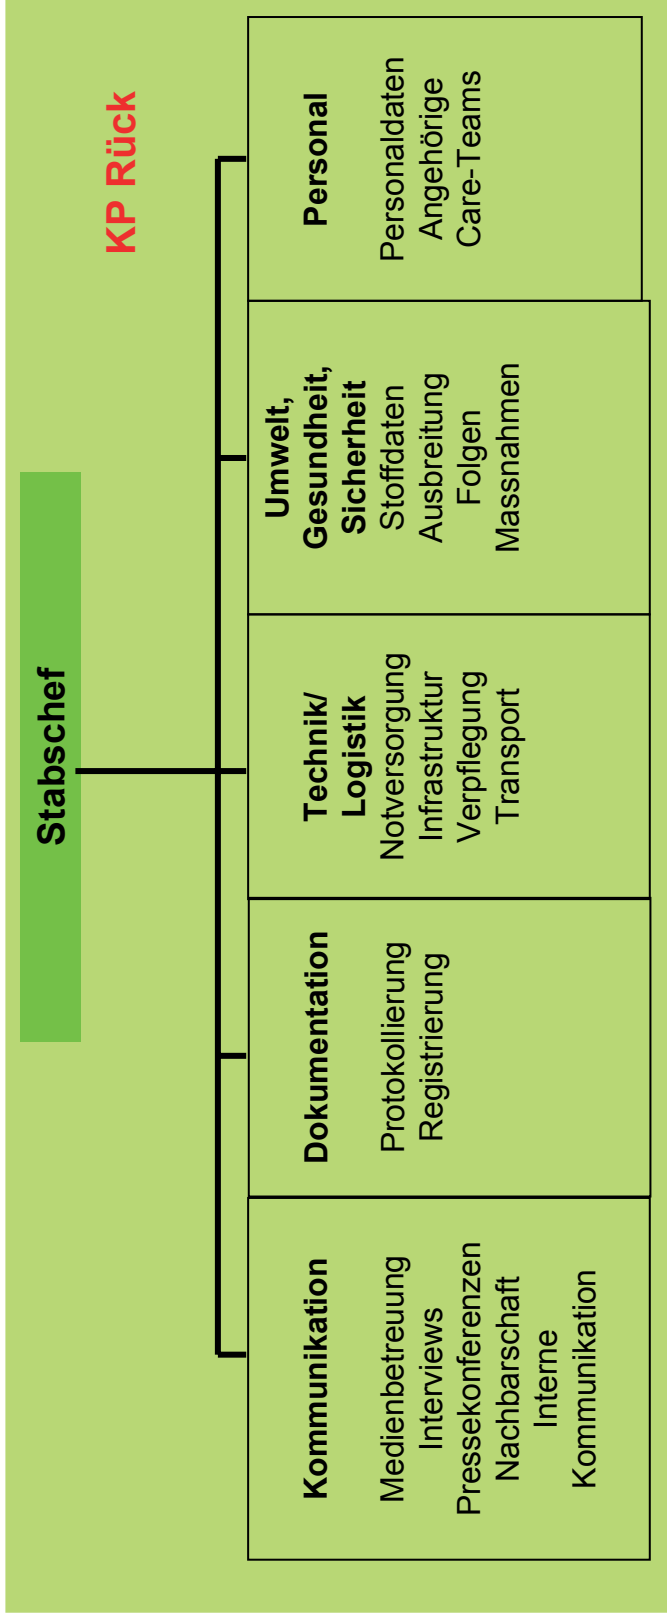 Stabschef
KP Rück
Kommunikation
Medienbetreuung
Interviews
Pressekonferenzen
Nachbarschaft
Interne
Kommunikation
Dokumentation
Protokollierung
Registrierung
Technik/
Logistik
Notversorgung
Infrastruktur
Verpflegung
Transport
Umwelt,
Gesundheit,
Sicherheit
Stoffdaten
Ausbreitung
Folgen
Massnahmen
Personal
Personaldaten
Angehörige
Care-Teams